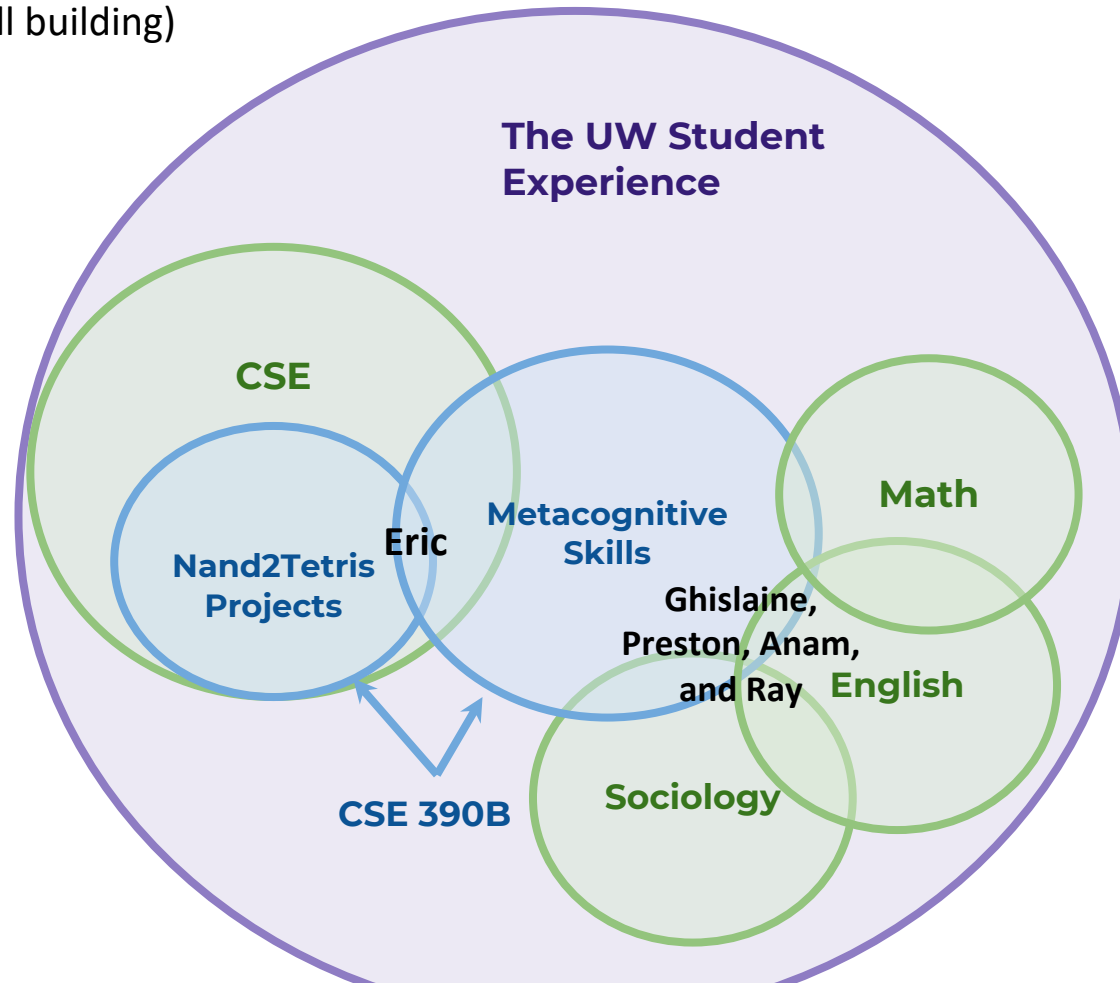 ll building)
The UW Student
Experience
CSE
Math
Metacognitive
Skills
Eric
Nand2Tetris
Projects
Ghislaine,
Preston, Anam,
and Ray
English
Sociology
CSE 390B